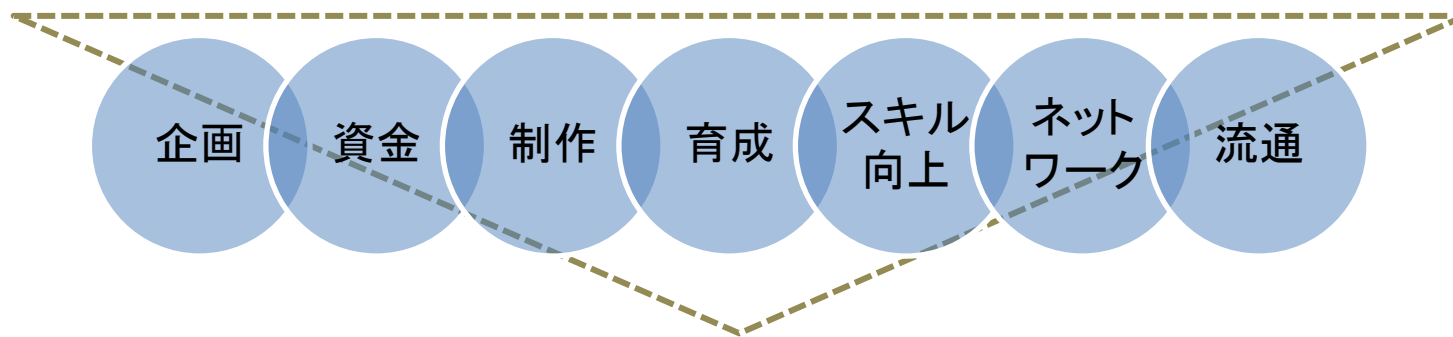 企画
資金
制作
育成
スキル
向上
ネット
ワーク
流通